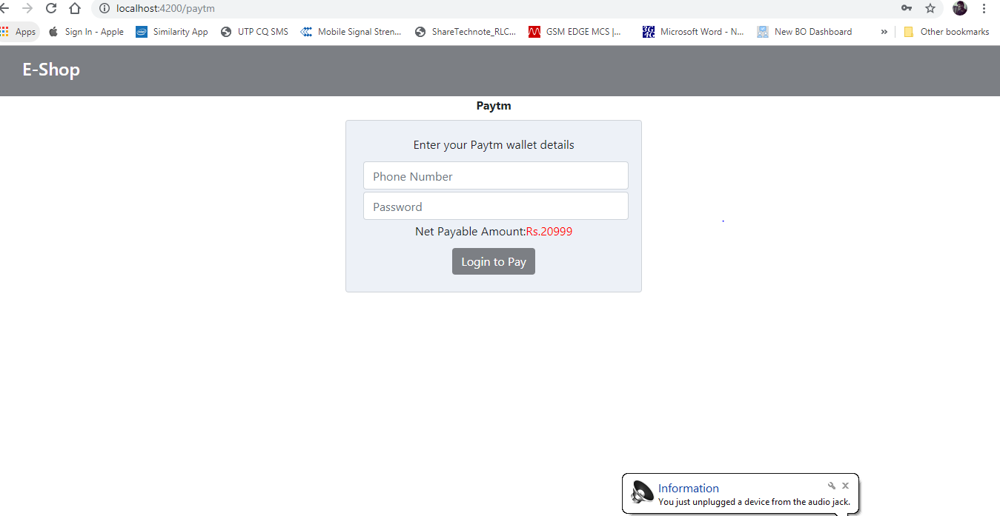 localhost:4200/paytm
Apps Sign In - Apple Similarity App UTP CQ SMS Mobile Signal Stren... ShareTechnote_RLC... GSM EDGE MCS |... 3G 4G Microsoft Word - N... New BO Dashboard » Other bookmarks
E-Shop
Paytm
Enter your Paytm wallet details
Phone Number
Password
Net Payable Amount:Rs.20999
Login to Pay
Information
You just unplugged a device from the audio jack.